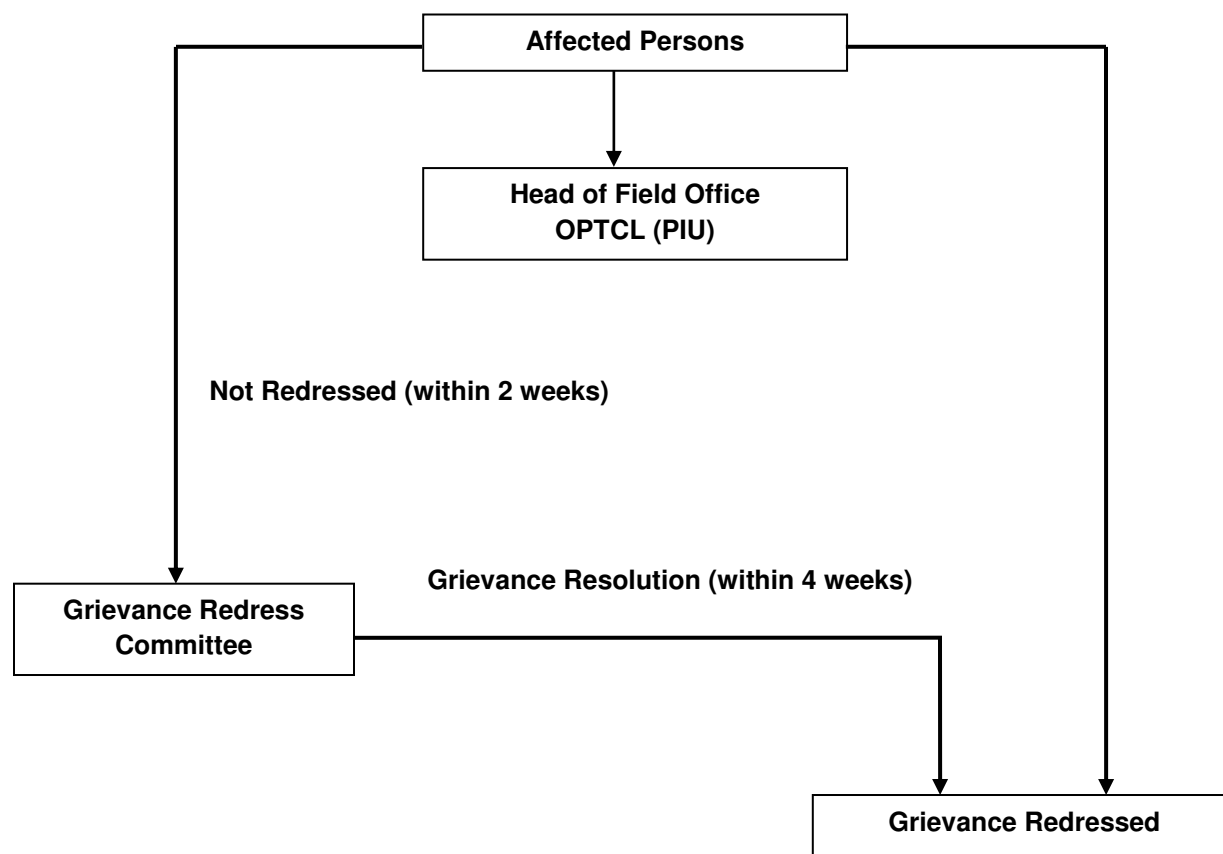 Affected Persons
Head of Field Office
OPTCL (PIU)
Not Redressed (within 2 weeks)
Grievance Resolution (within 4 weeks)
Grievance Redress
Committee
Grievance Redressed